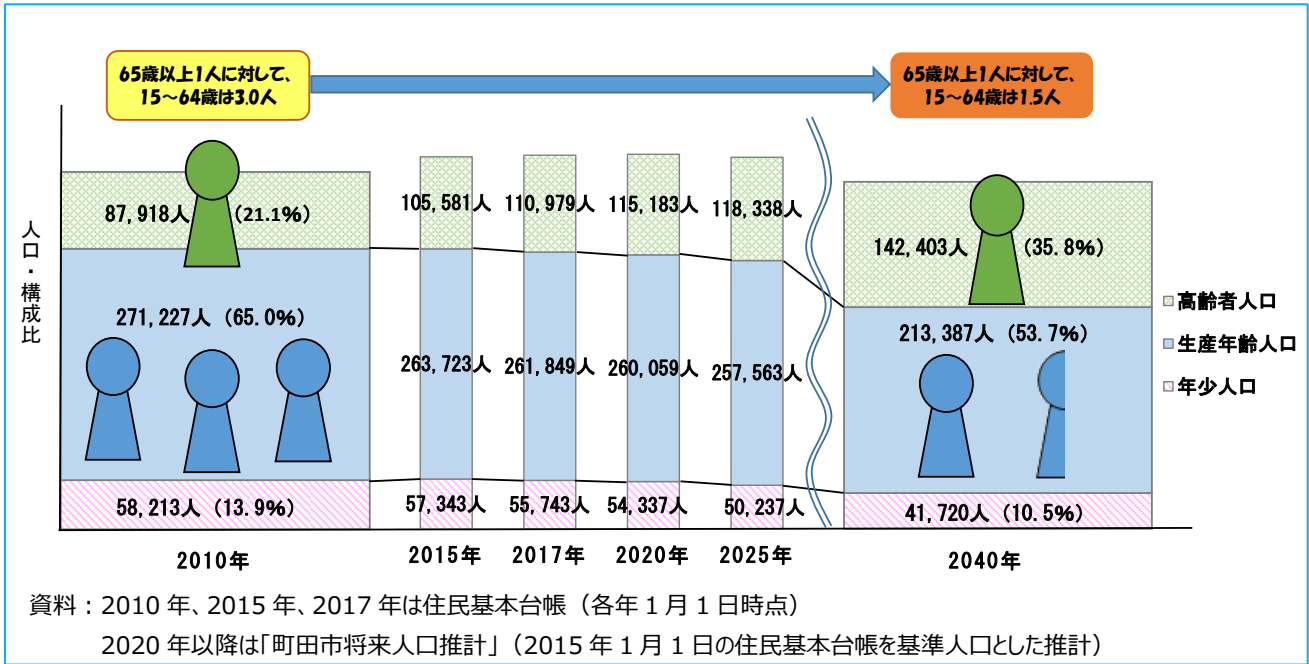 65歳以上1人に対して、
15～64歳は3.0人
65歳以上1人に対して、
15～64歳は1.5人
人口・構成比
87,918人 (21.1%)
105,581人 110,979人 115,183人 118,338人
142,403人 (35.8%)
271,227人 (65.0%)
263,723人 261,849人 260,059人 257,563人
213,387人 (53.7%)
58,213人 (13.9%)
57,343人 55,743人 54,337人 50,237人
41,720人 (10.5%)
高齢者人口
生産年齢人口
年少人口
2010年 2015年 2017年 2020年 2025年 2040年
資料：2010 年、2015 年、2017 年は住民基本台帳（各年 1 月 1 日時点）
2020 年以降は「町田市将来人口推計」（2015 年 1 月 1 日の住民基本台帳を基準人口とした推計）